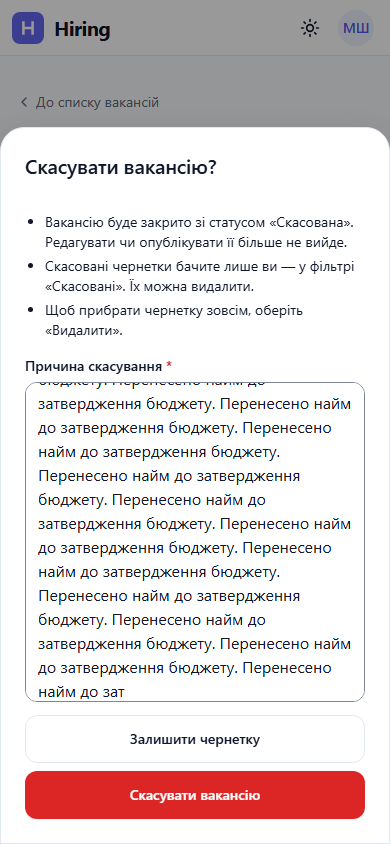 H Hiring МШ
До списку вакансій
Скасувати вакансію?
Вакансію буде закрито зі статусом «Скасована».
Редагувати чи опублікувати її більше не вийде.
Скасовані чернетки бачите лише ви — у фільтрі
«Скасовані». Їх можна видалити.
Щоб прибрати чернетку зовсім, оберіть
«Видалити».
Причина скасування *
бюджету. Перенесено найм до
затвердження бюджету. Перенесено найм
до затвердження бюджету. Перенесено
найм до затвердження бюджету.
Перенесено найм до затвердження
бюджету. Перенесено найм до
затвердження бюджету. Перенесено найм
до затвердження бюджету. Перенесено
найм до затвердження бюджету.
Перенесено найм до затвердження
бюджету. Перенесено найм до
затвердження бюджету. Перенесено найм
до затвердження бюджету. Перенесено
найм до зат
Залишити чернетку
Скасувати вакансію